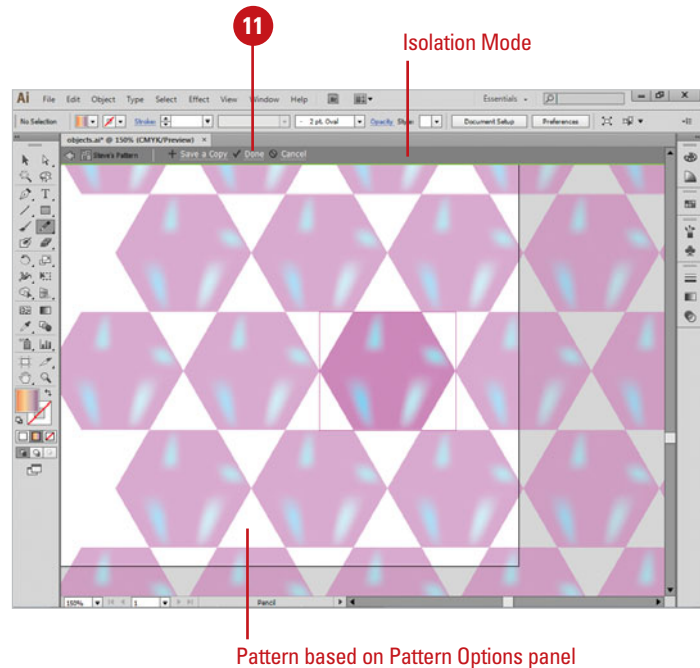 11
Isolation Mode
Ai File Edit Object Type Select Effect View Window Help Br Essentials
No Selection Stroke: 2 pt. Oval Opacity Style: Document Setup Preferences
objects.ai* @ 150% (CMYK/Preview) ×
Steve's Pattern + Save a Copy ✓ Done Cancel
150% 1 Pencil
Pattern based on Pattern Options panel